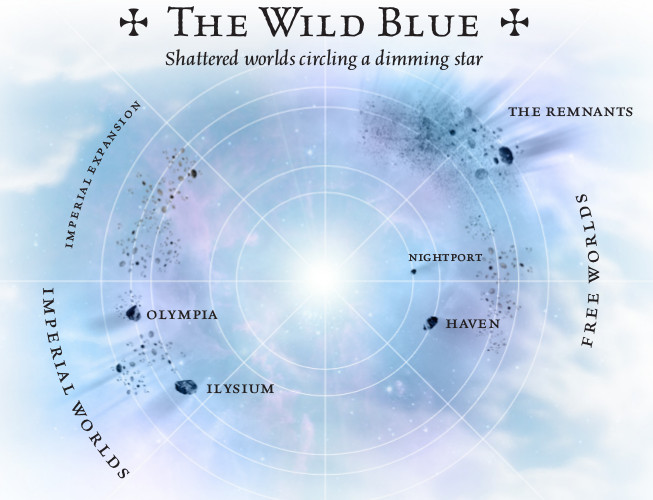 THE WILD BLUE
Shattered worlds circling a dimming star
THE REMNANTS
IMPERIAL EXPANSION
FREE WORLDS
NIGHTPORT
OLYMPIA
HAVEN
IMPERIAL WORLDS
ILYSIUM